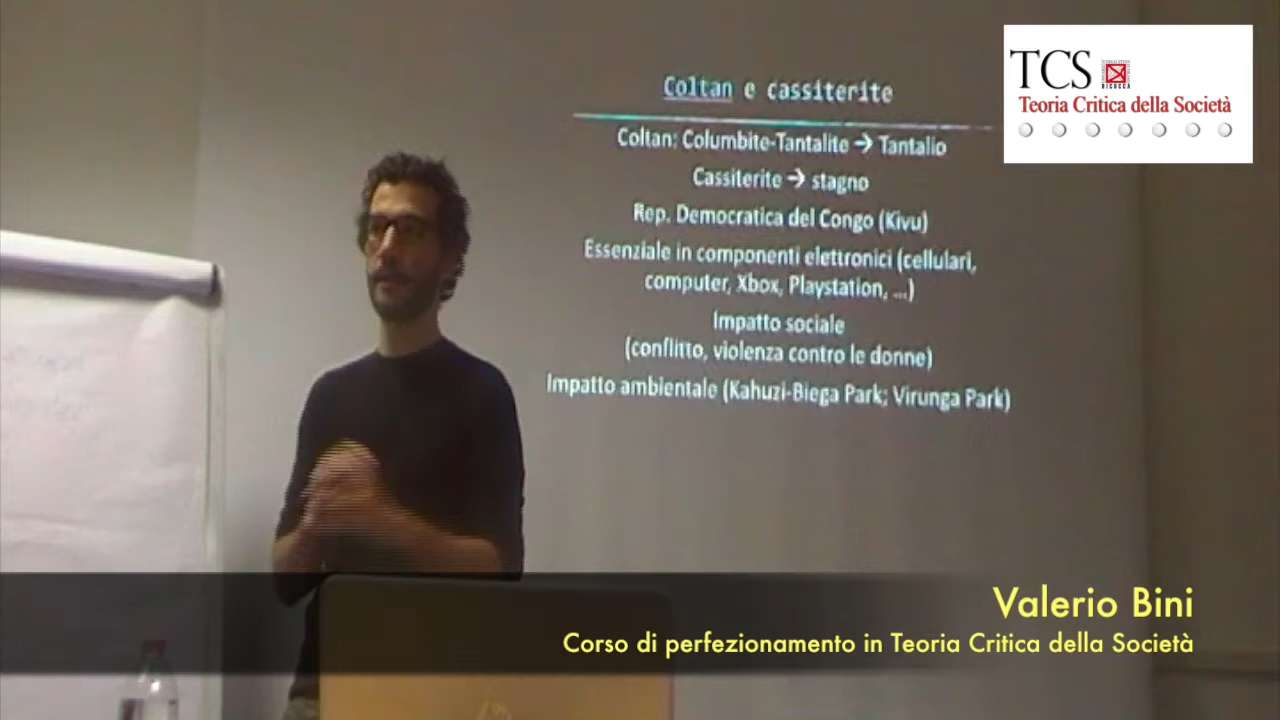 TCS
BICOCCA
Teoria Critica della Società
Coltan e cassiterite
Coltan: Columbite-Tantalite → Tantalio
Cassiterite → stagno
Rep. Democratica del Congo (Kivu)
Essenziale in componenti elettronici (cellulari,
computer, Xbox, Playstation, ...)
Impatto sociale
(conflitto, violenza contro le donne)
Impatto ambientale (Kahuzi-Biega Park; Virunga Park)
Valerio Bini
Corso di perfezionamento in Teoria Critica della Società